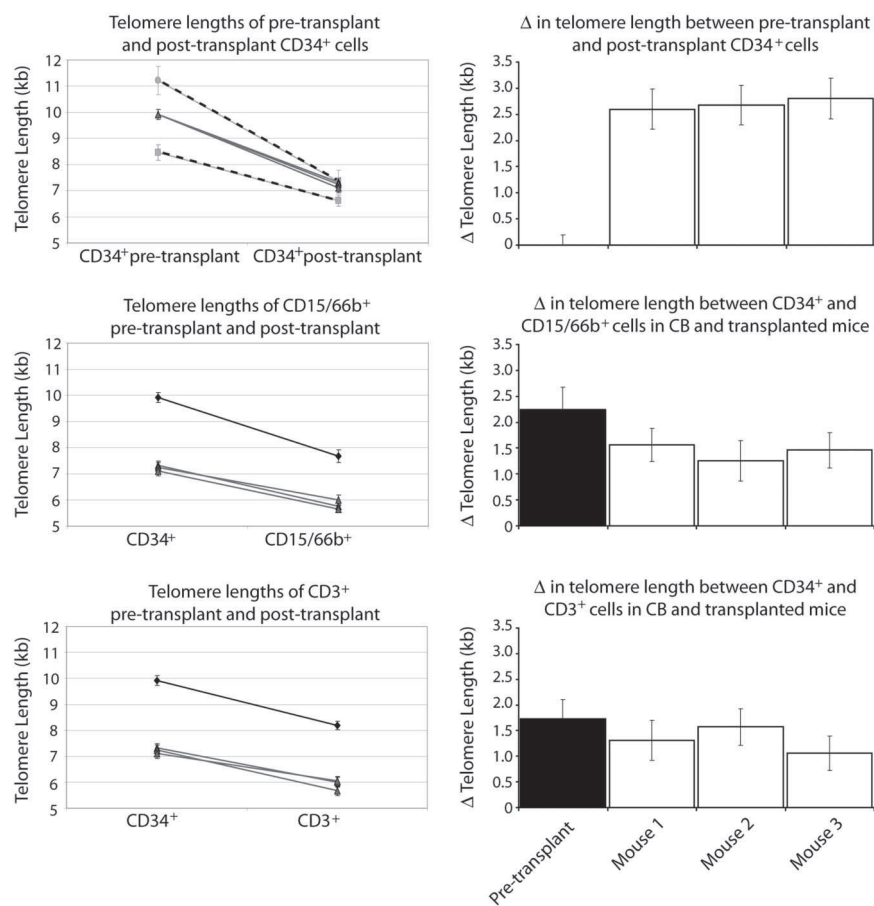 Telomere lengths of pre-transplant
and post-transplant CD34⁺ cells
Telomere Length (kb)
12
11
10
9
8
7
6
5
CD34⁺pre-transplant CD34⁺post-transplant
Δ in telomere length between pre-transplant
and post-transplant CD34⁺ cells
Δ Telomere Length (kb)
3.5
3.0
2.5
2.0
1.5
1.0
0.5
0
Telomere lengths of CD15/66b⁺
pre-transplant and post-transplant
Telomere Length (kb)
12
11
10
9
8
7
6
5
CD34⁺ CD15/66b⁺
Δ in telomere length between CD34⁺ and
CD15/66b⁺ cells in CB and transplanted mice
Δ Telomere Length (kb)
3.5
3.0
2.5
2.0
1.5
1.0
0.5
0
Telomere lengths of CD3⁺
pre-transplant and post-transplant
Telomere Length (kb)
12
11
10
9
8
7
6
5
CD34⁺ CD3⁺
Δ in telomere length between CD34⁺ and
CD3⁺ cells in CB and transplanted mice
Δ Telomere Length (kb)
3.5
3.0
2.5
2.0
1.5
1.0
0.5
0
Pre-transplant
Mouse 1
Mouse 2
Mouse 3